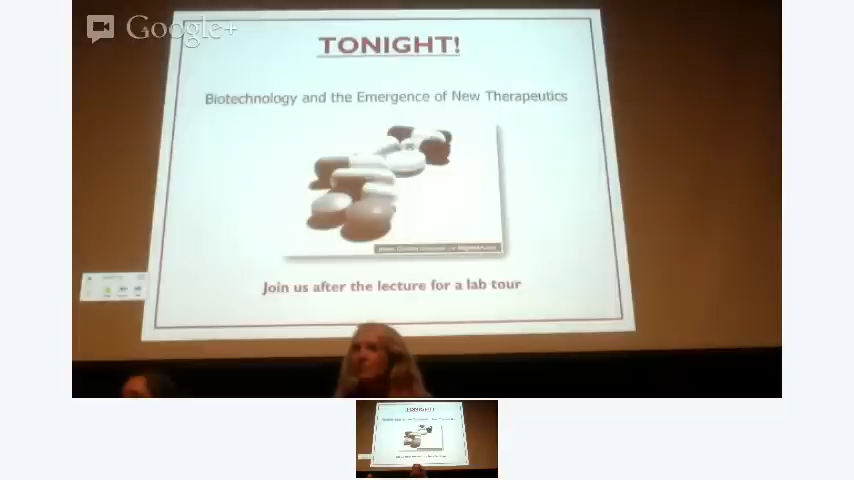 Google+
TONIGHT!
Biotechnology and the Emergence of New Therapeutics
Join us after the lecture for a lab tour